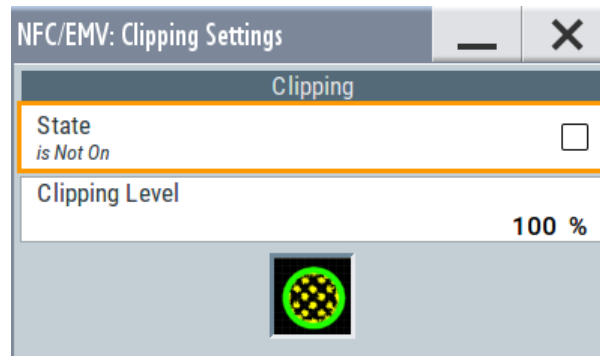 NFC/EMV: Clipping Settings
Clipping
State
is Not On
Clipping Level
100 %